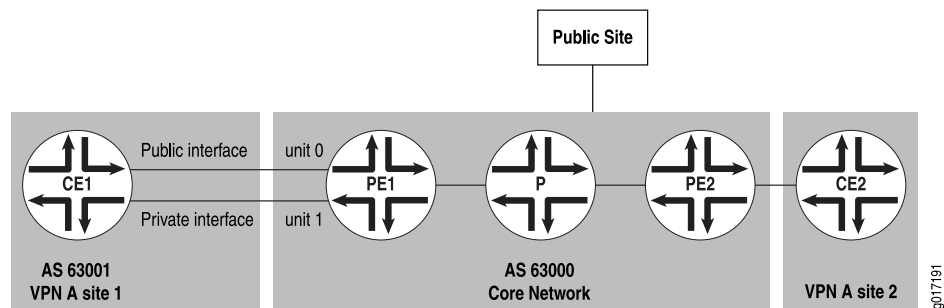 Public Site
Public interface
unit 0
CE1
PE1
P
PE2
CE2
Private interface
unit 1
AS 63001
VPN A site 1
AS 63000
Core Network
VPN A site 2
g017191